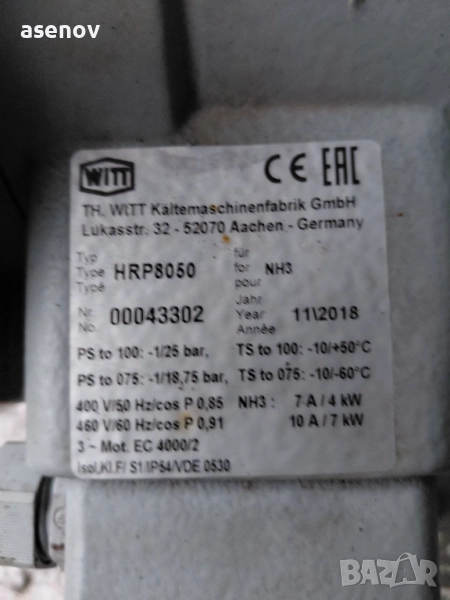 asenov
WITT
CE EAC
TH. WITT Kältemaschinenfabrik GmbH
Lukasstr. 32 - 52070 Aachen - Germany
Typ für
Type HRP8050 for NH3
Typé pour
Nr. Jahr
No. 00043302 Year 11\2018
Année
PS to 100: -1/25 bar, TS to 100: -10/+50°C
PS to 075: -1/18,75 bar, TS to 075: -10/-60°C
400 V/50 Hz/cos P 0,85 NH3: 7 A / 4 kW
460 V/60 Hz/cos P 0,91 10 A / 7 kW
3~ Mot. EC 4000/2
Isol.Kl.F/ S1/IP54/VDE 0530
bazar.bg